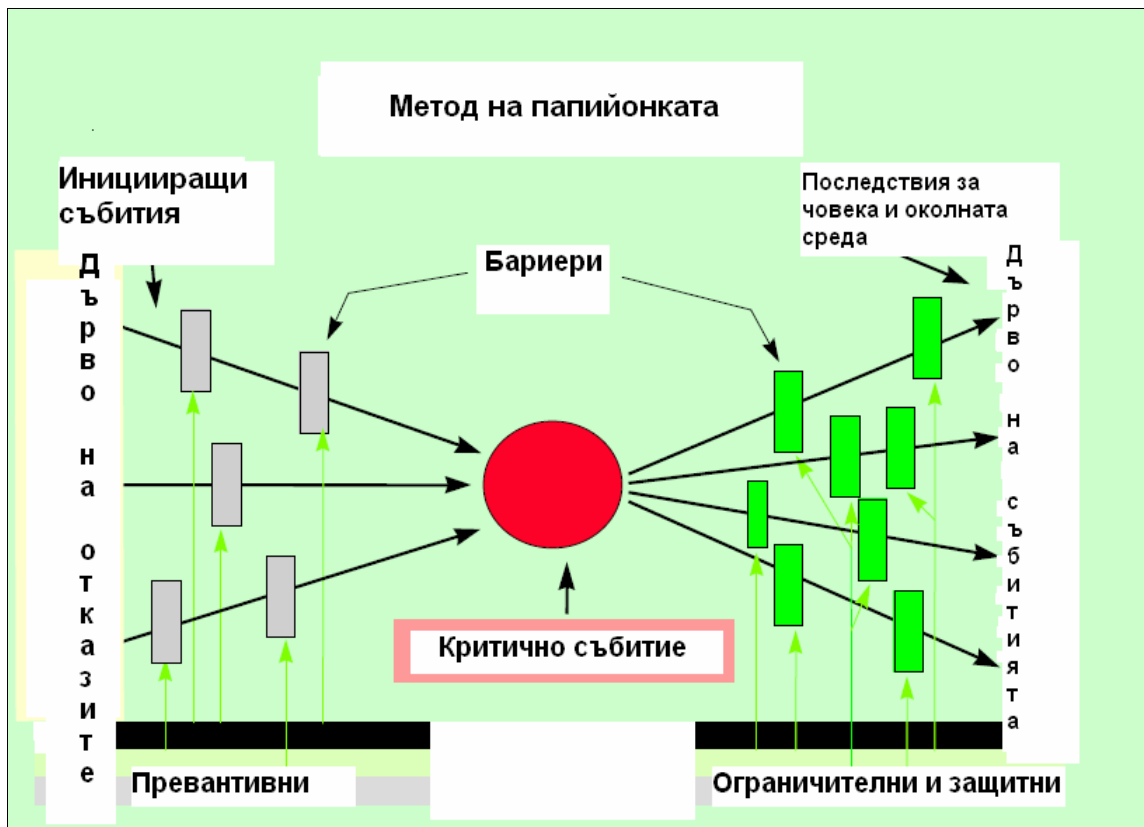 Метод на папийонката
Иницииращи
събития
Последствия за
човека и околната
среда
Бариери
Дърво на отказите
Дърво на събитията
Критично събитие
Превантивни
Ограничителни и защитни